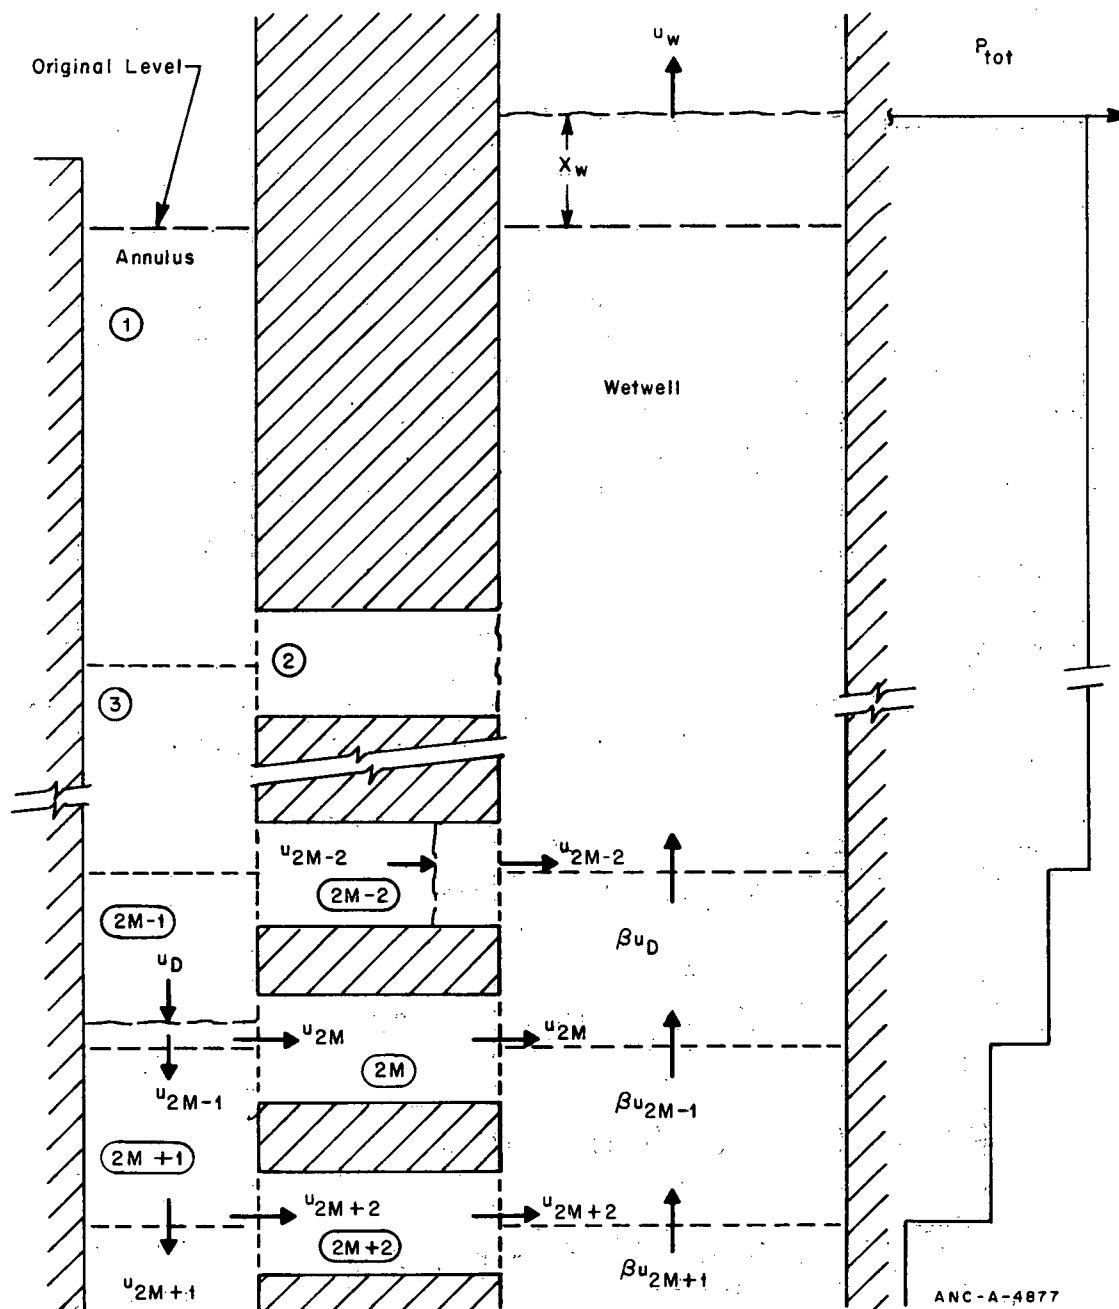 u_w
P_tot
Original Level
X_w
Annulus
1
Wetwell
2
3
u_2M-2
u_2M-2
2M-2
2M-1
βu_D
u_D
u_2M
u_2M
2M
u_2M-1
βu_2M-1
2M+1
u_2M+2
u_2M+2
2M+2
u_2M+1
βu_2M+1
ANC-A-4877